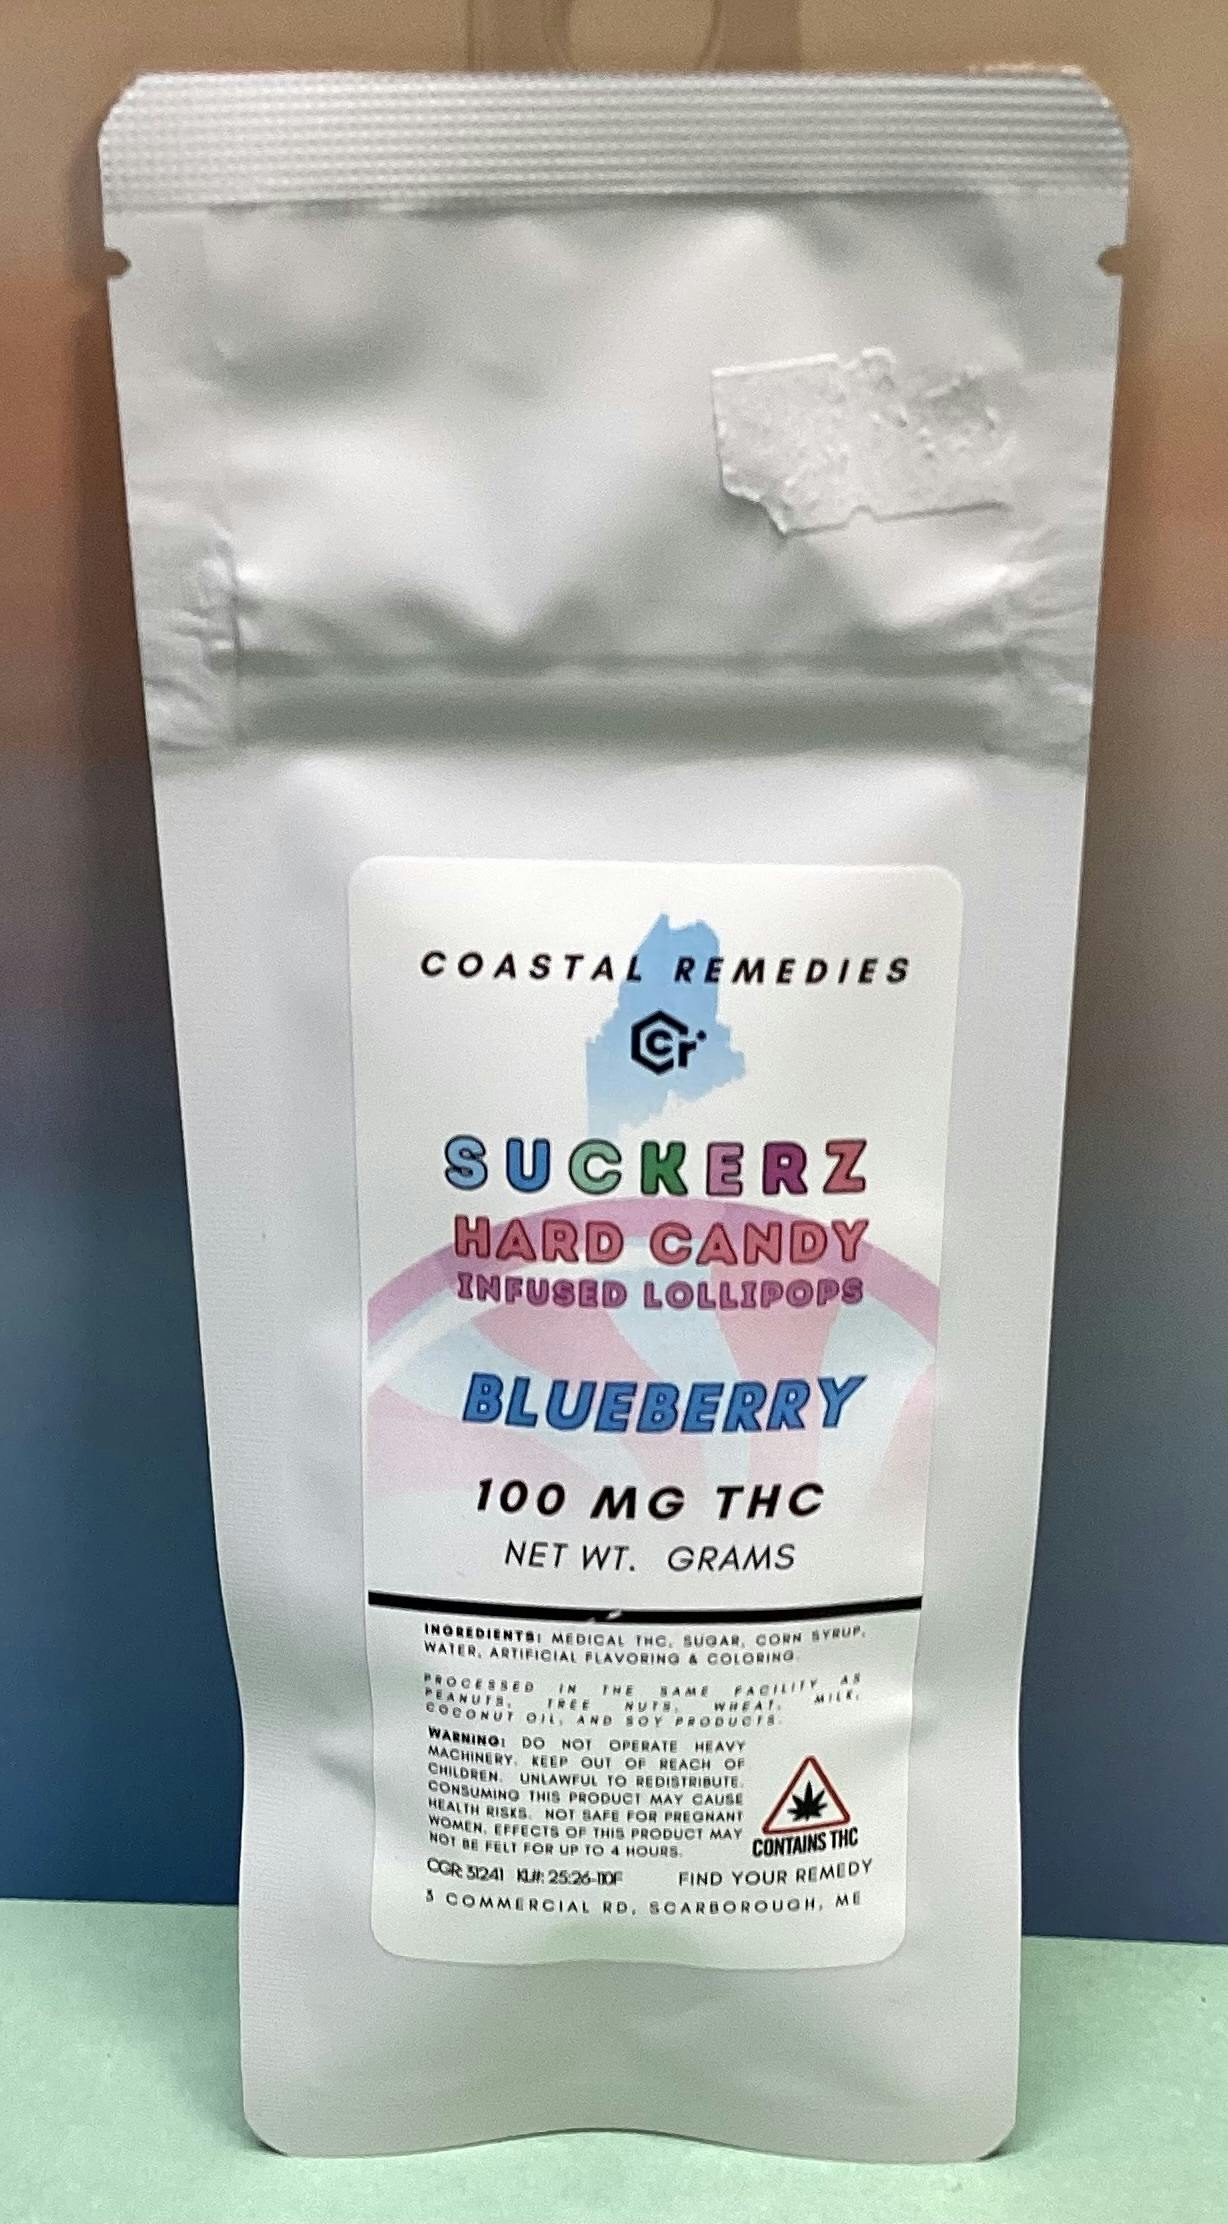 COASTAL REMEDIES
Cr
SUCKERZ
HARD CANDY
INFUSED LOLLIPOPS
BLUEBERRY
100 MG THC
NET WT. GRAMS
INGREDIENTS: MEDICAL THC, SUGAR, CORN SYRUP,
WATER, ARTIFICIAL FLAVORING & COLORING.
PROCESSED IN THE SAME FACILITY AS
PEANUTS, TREE NUTS, WHEAT, MILK,
COCONUT OIL, AND SOY PRODUCTS.
WARNING: DO NOT OPERATE HEAVY
MACHINERY. KEEP OUT OF REACH OF
CHILDREN. UNLAWFUL TO REDISTRIBUTE.
CONSUMING THIS PRODUCT MAY CAUSE
HEALTH RISKS. NOT SAFE FOR PREGNANT
WOMEN. EFFECTS OF THIS PRODUCT MAY
NOT BE FELT FOR UP TO 4 HOURS.
CONTAINS THC
CGR: 31241 KL#: 25:26-110F FIND YOUR REMEDY
3 COMMERCIAL RD, SCARBOROUGH, ME